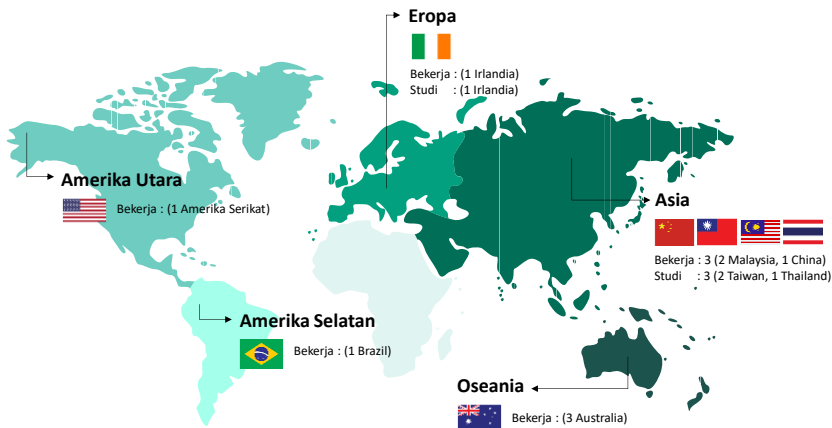 Eropa
Bekerja : (1 Irlandia)
Studi : (1 Irlandia)
Amerika Utara
Bekerja : (1 Amerika Serikat)
Asia
Bekerja : 3 (2 Malaysia, 1 China)
Studi : 3 (2 Taiwan, 1 Thailand)
Amerika Selatan
Bekerja : (1 Brazil)
Oseania
Bekerja : (3 Australia)